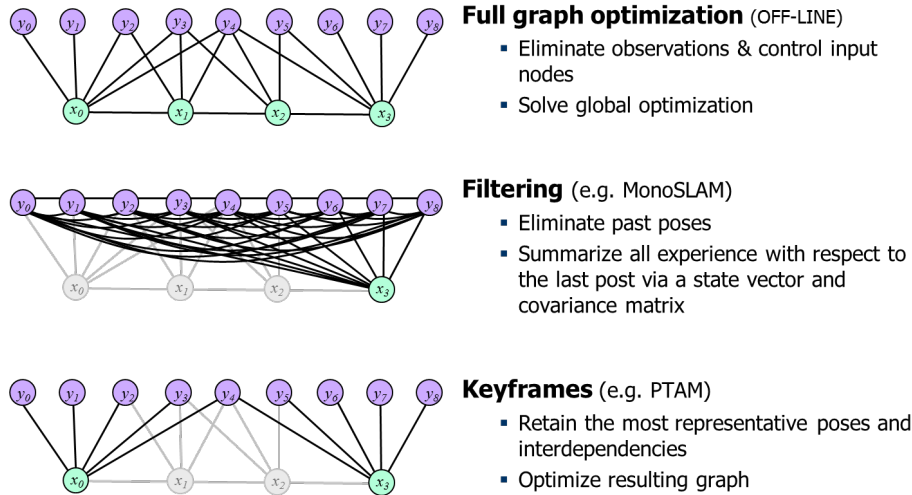 y0 y1 y2 y3 y4 y5 y6 y7 y8
x0 x1 x2 x3
Full graph optimization (OFF-LINE)
▪ Eliminate observations & control input
nodes
▪ Solve global optimization
y0 y1 y2 y3 y4 y5 y6 y7 y8
x0 x1 x2 x3
Filtering (e.g. MonoSLAM)
▪ Eliminate past poses
▪ Summarize all experience with respect to
the last post via a state vector and
covariance matrix
y0 y1 y2 y3 y4 y5 y6 y7 y8
x0 x1 x2 x3
Keyframes (e.g. PTAM)
▪ Retain the most representative poses and
interdependencies
▪ Optimize resulting graph